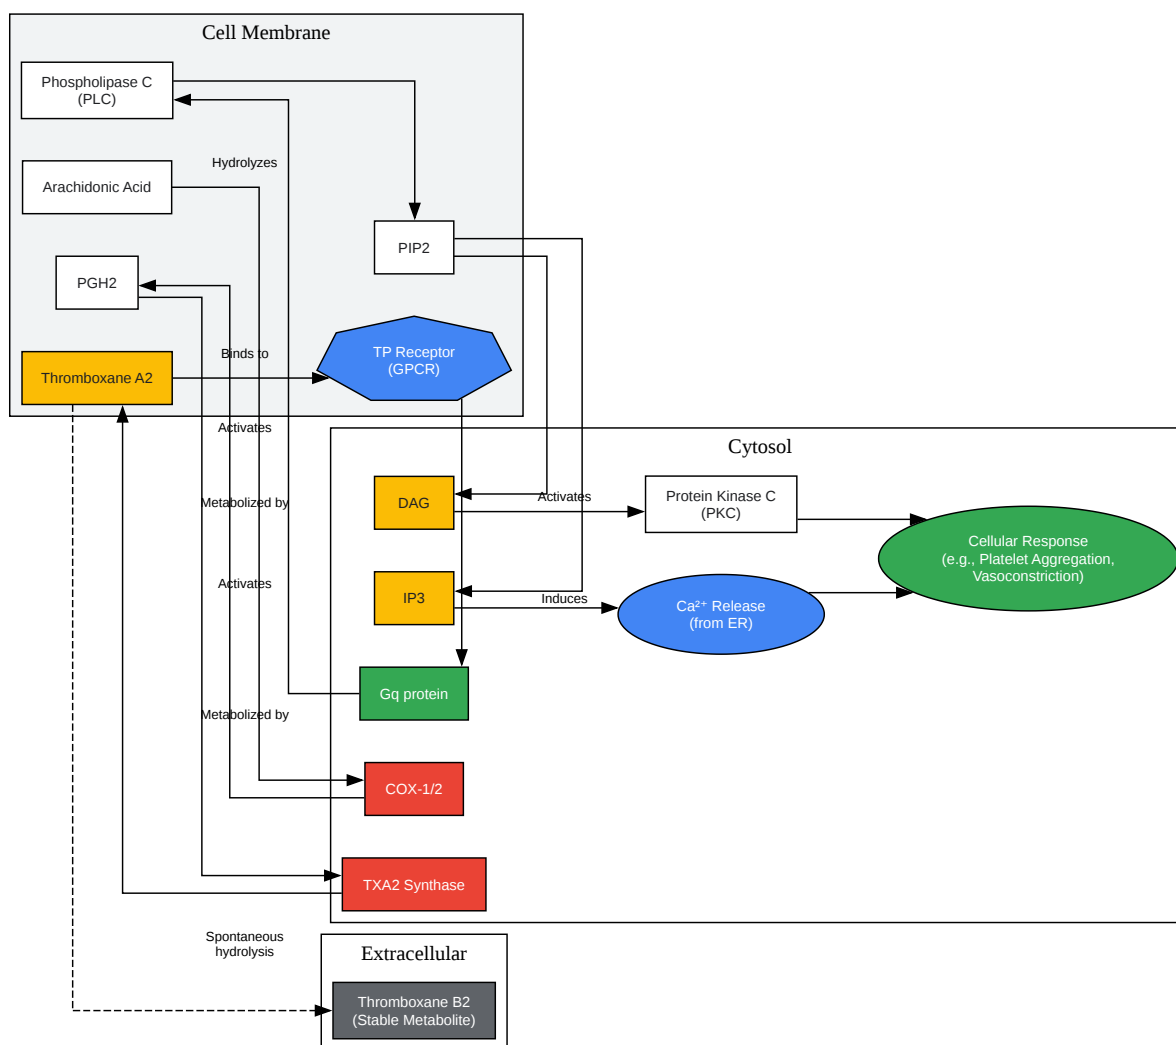 Cell Membrane
Phospholipase C
(PLC)
Hydrolyzes
Arachidonic Acid
PIP2
PGH2
Binds to
TP Receptor
(GPCR)
Thromboxane A2
Activates
Cytosol
Metabolized by
DAG
Activates
Protein Kinase C
(PKC)
Cellular Response
(e.g., Platelet Aggregation,
Vasoconstriction)
Activates
IP3
Induces
Ca²⁺ Release
(from ER)
Gq protein
Metabolized by
COX-1/2
TXA2 Synthase
Spontaneous
hydrolysis
Extracellular
Thromboxane B2
(Stable Metabolite)